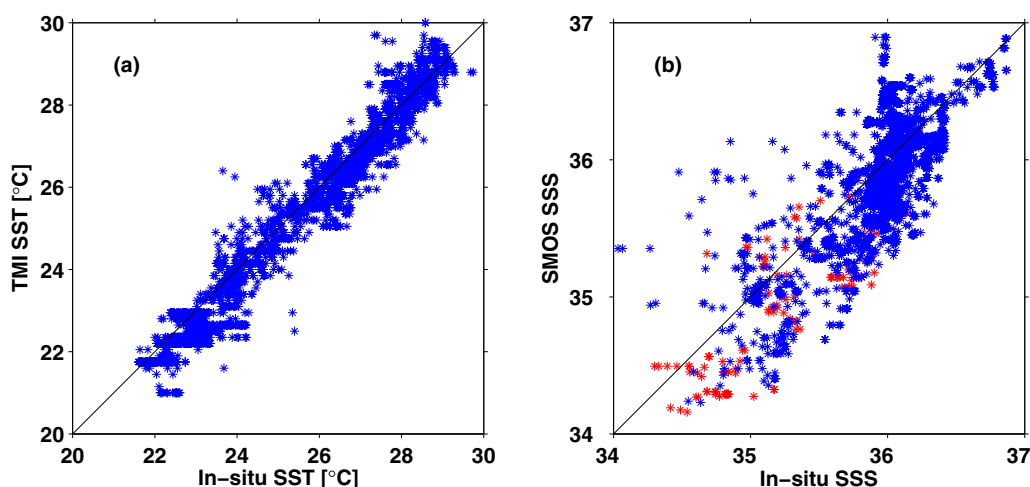 (a)
TMI SST [°C]
30
28
26
24
22
20
20 22 24 26 28 30
In−situ SST [°C]
(b)
SMOS SSS
37
36
35
34
34 35 36 37
In−situ SSS